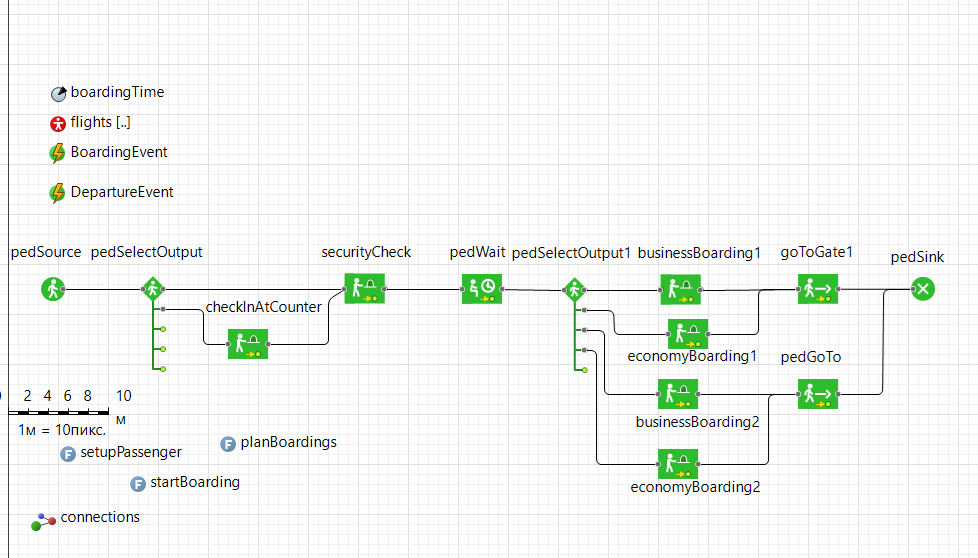 boardingTime
flights [..]
BoardingEvent
DepartureEvent
pedSource pedSelectOutput securityCheck pedWait pedSelectOutput1 businessBoarding1 goToGate1 pedSink
checkInAtCounter
economyBoarding1 pedGoTo
0 2 4 6 8 10
м
businessBoarding2
1м = 10пикс.
planBoardings
setupPassenger
startBoarding
economyBoarding2
connections
F
F
F